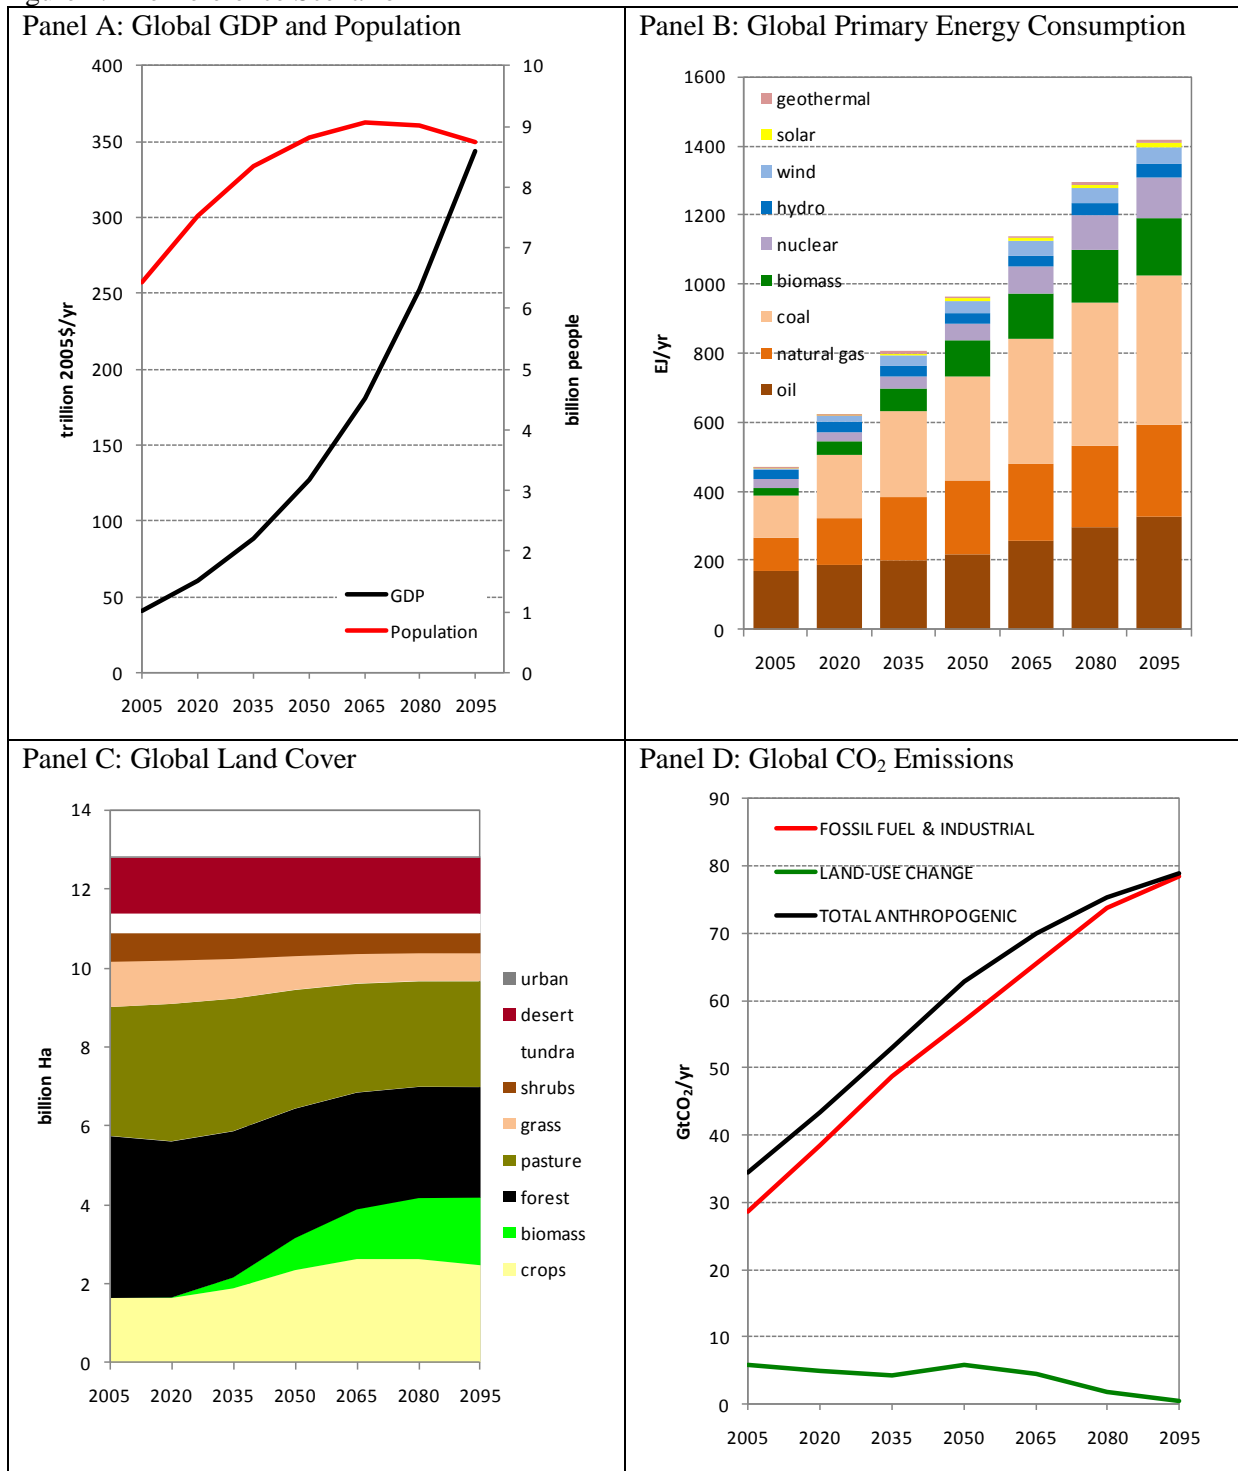 Panel A: Global GDP and Population
400
350
300
250
200
150
100
50
0
trillion 2005$/yr
10
9
8
7
6
5
4
3
2
1
0
billion people
GDP
Population
2005 2020 2035 2050 2065 2080 2095
Panel B: Global Primary Energy Consumption
1600
1400
1200
1000
800
600
400
200
0
EJ/yr
geothermal
solar
wind
hydro
nuclear
biomass
coal
natural gas
oil
2005 2020 2035 2050 2065 2080 2095
Panel C: Global Land Cover
14
12
10
8
6
4
2
0
billion Ha
urban
desert
tundra
shrubs
grass
pasture
forest
biomass
crops
2005 2020 2035 2050 2065 2080 2095
Panel D: Global CO₂ Emissions
90
80
70
60
50
40
30
20
10
0
GtCO₂/yr
FOSSIL FUEL & INDUSTRIAL
LAND-USE CHANGE
TOTAL ANTHROPOGENIC
2005 2020 2035 2050 2065 2080 2095